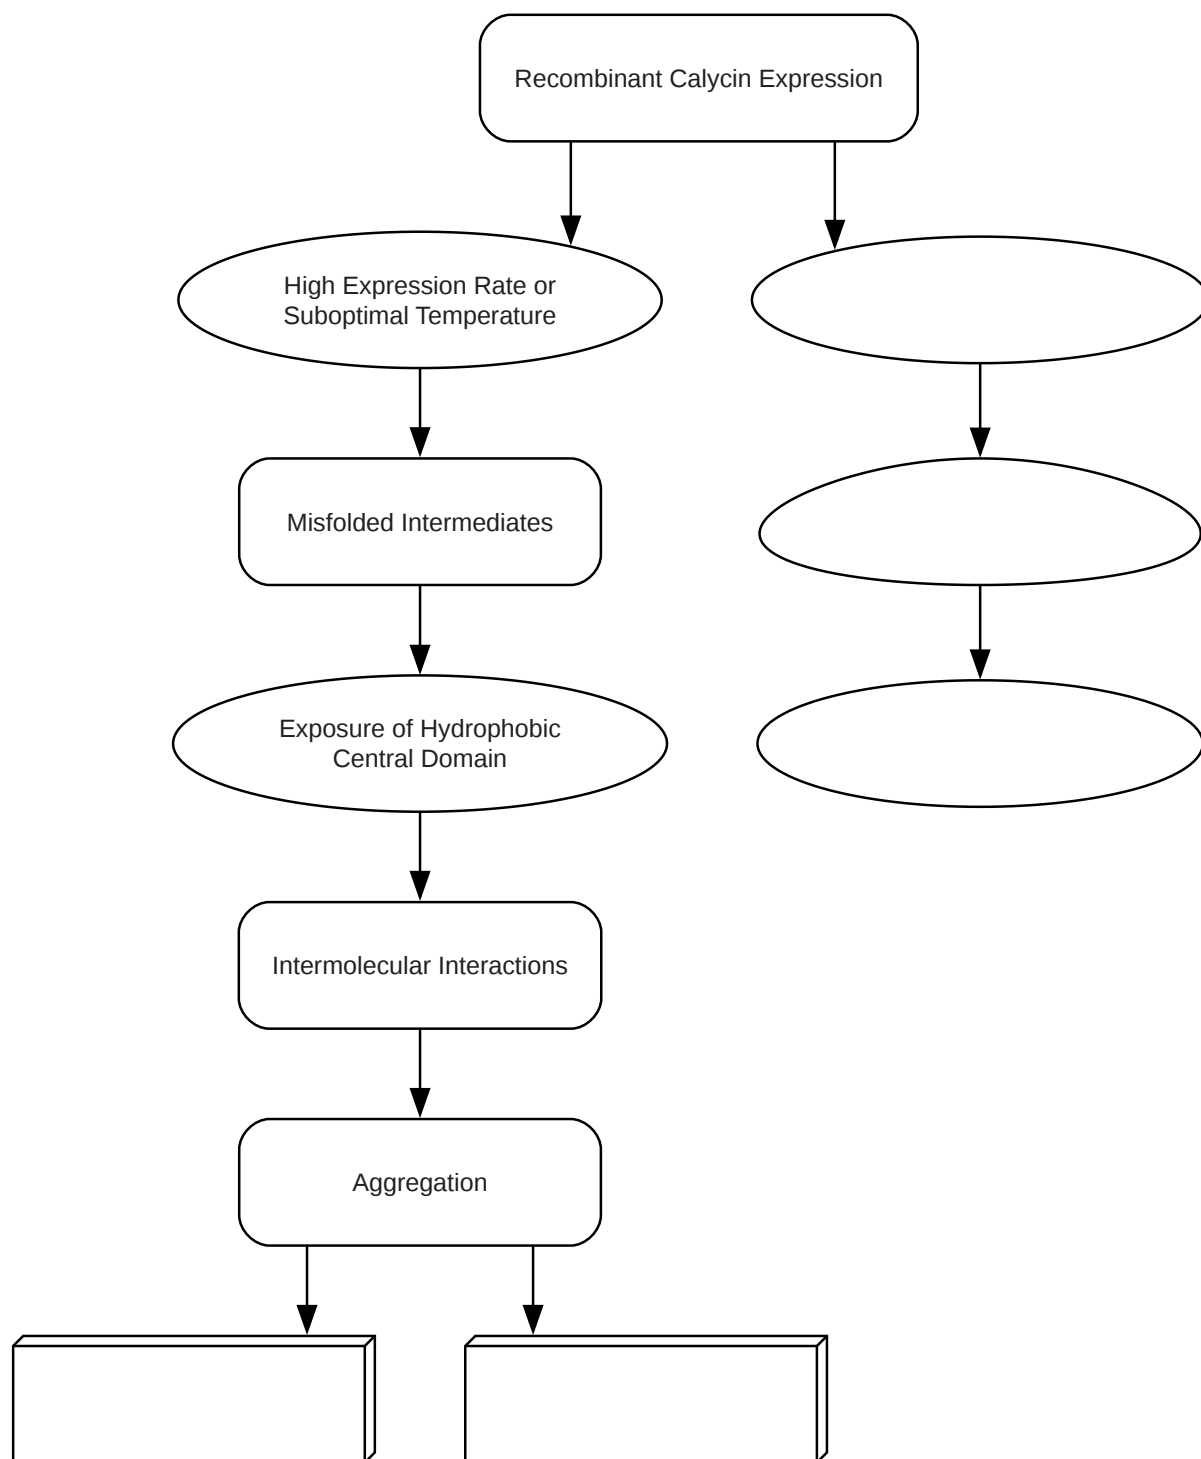 Recombinant Calycin Expression
High Expression Rate or
Suboptimal Temperature
Misfolded Intermediates
Exposure of Hydrophobic
Central Domain
Intermolecular Interactions
Aggregation